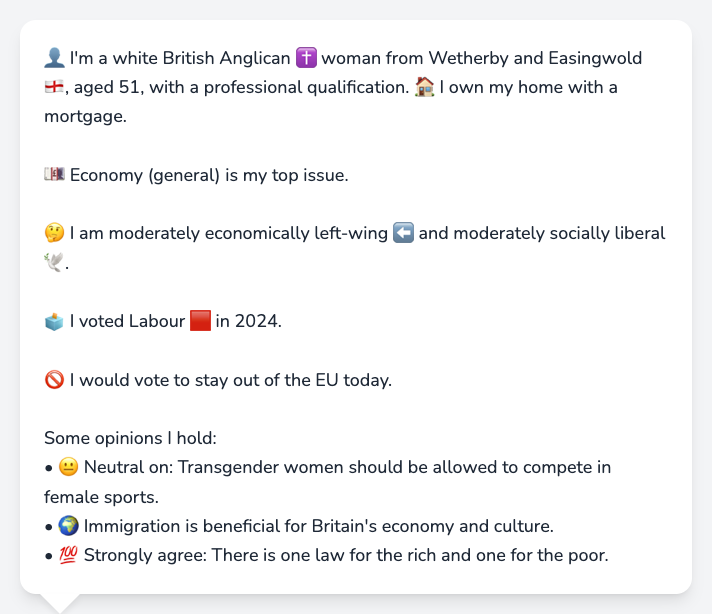 👤 I'm a white British Anglican ✝️ woman from Wetherby and Easingwold
🏴󠁧󠁢󠁥󠁮󠁧󠁿, aged 51, with a professional qualification. 🏠 I own my home with a
mortgage.
💷 Economy (general) is my top issue.
🤔 I am moderately economically left-wing ⬅️ and moderately socially liberal
🕊️.
🗳️ I voted Labour 🟥 in 2024.
🚫 I would vote to stay out of the EU today.
Some opinions I hold:
• 😐 Neutral on: Transgender women should be allowed to compete in
female sports.
• 🌍 Immigration is beneficial for Britain's economy and culture.
• 💯 Strongly agree: There is one law for the rich and one for the poor.